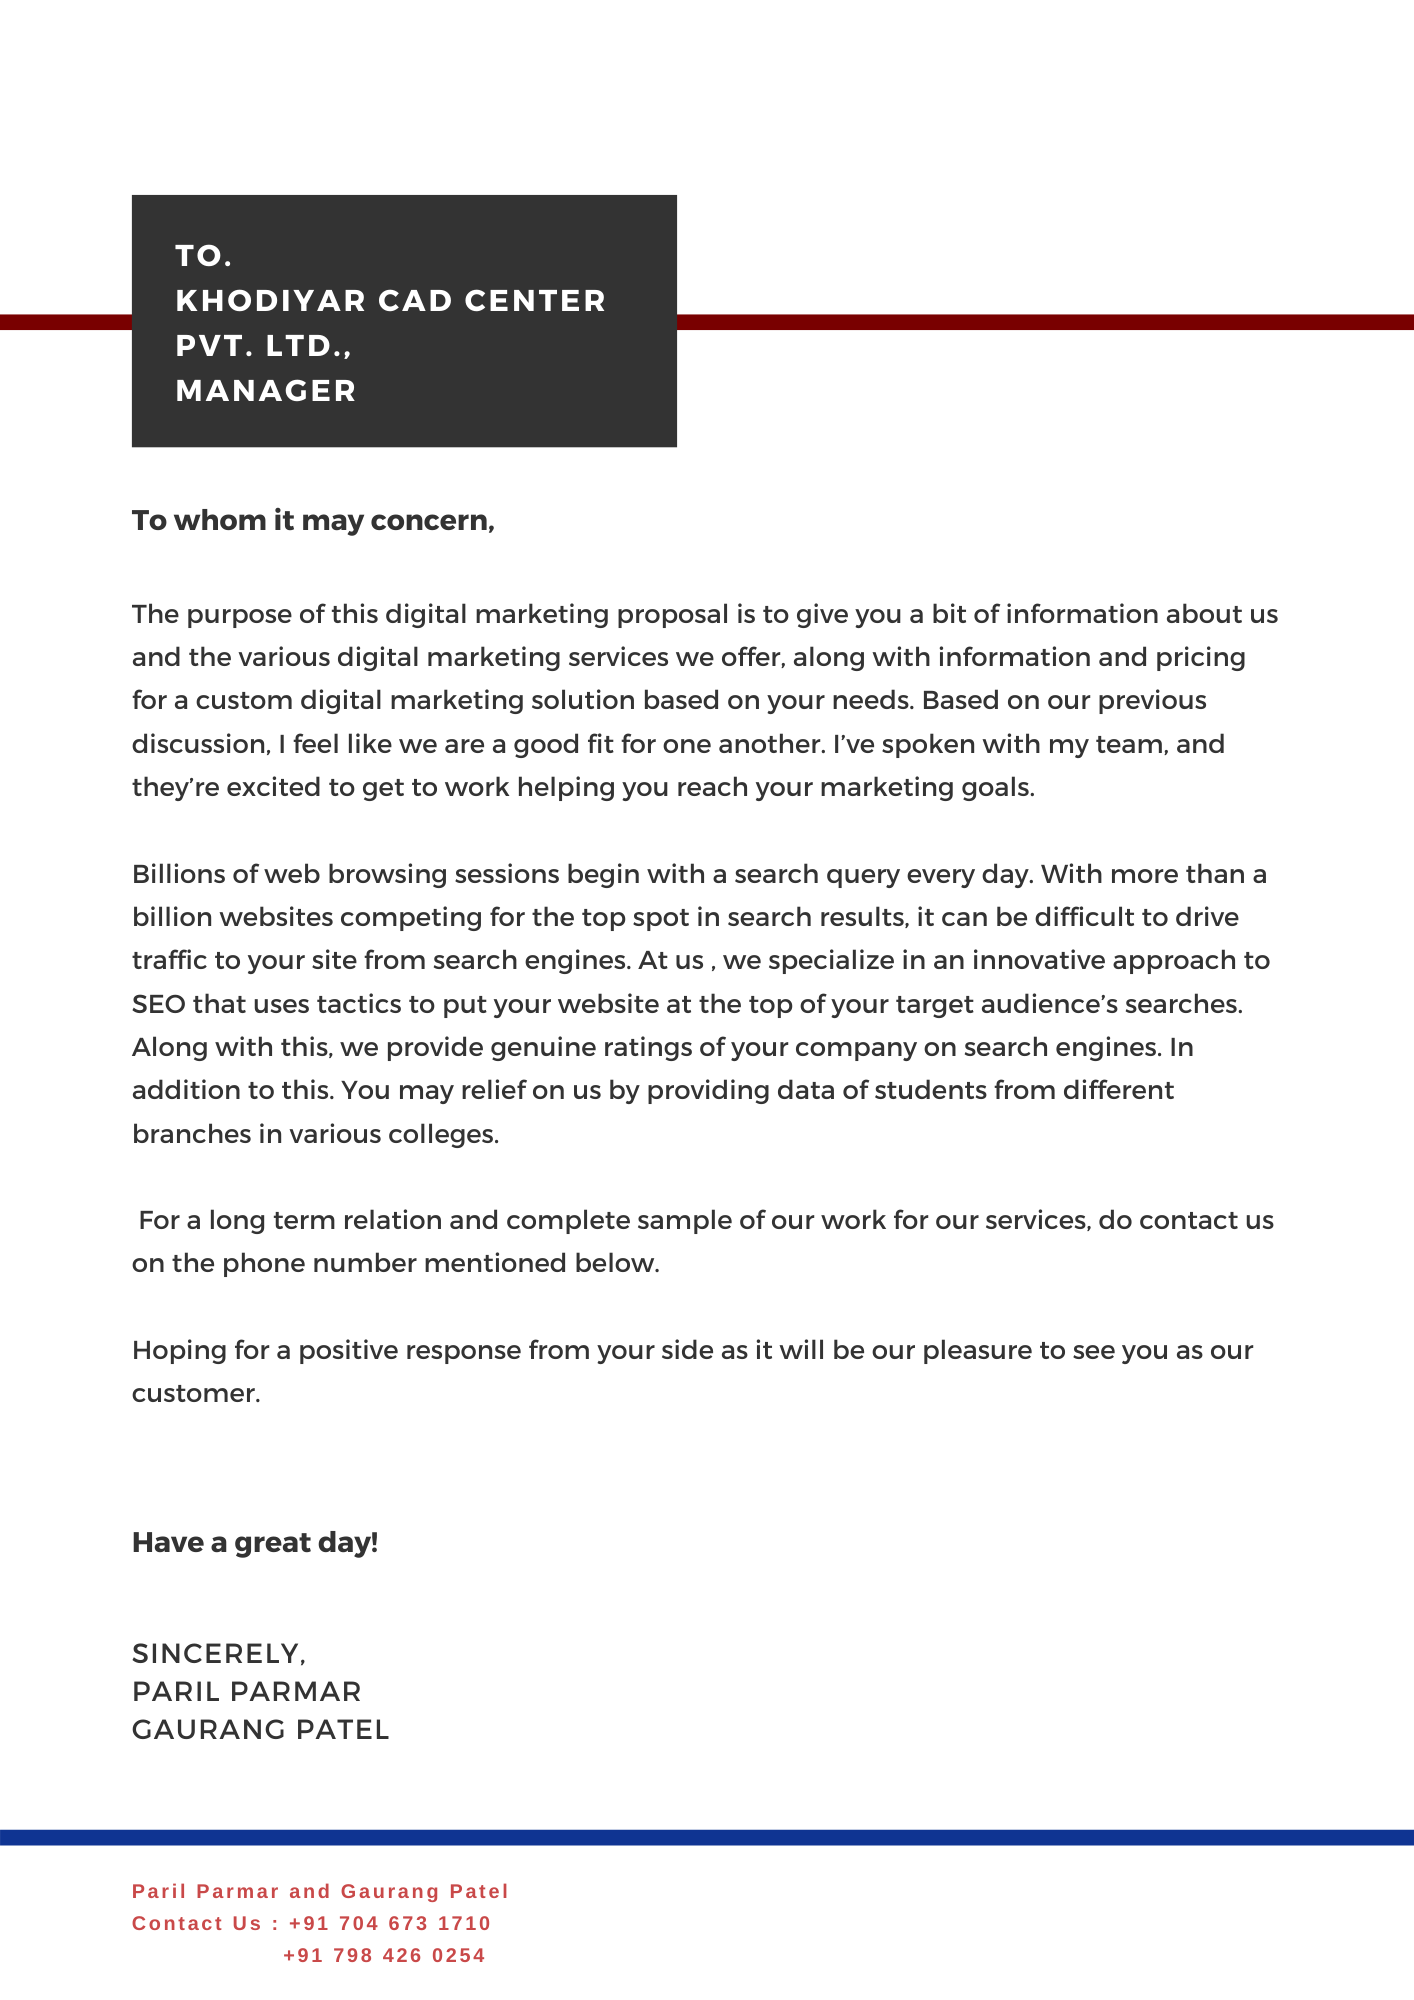 TO.
KHODIYAR CAD CENTER
PVT. LTD.,
MANAGER
To whom it may concern,
The purpose of this digital marketing proposal is to give you a bit of information about us
and the various digital marketing services we offer, along with information and pricing
for a custom digital marketing solution based on your needs. Based on our previous
discussion, I feel like we are a good fit for one another. I’ve spoken with my team, and
they’re excited to get to work helping you reach your marketing goals.
Billions of web browsing sessions begin with a search query every day. With more than a
billion websites competing for the top spot in search results, it can be difficult to drive
traffic to your site from search engines. At us , we specialize in an innovative approach to
SEO that uses tactics to put your website at the top of your target audience’s searches.
Along with this, we provide genuine ratings of your company on search engines. In
addition to this. You may relief on us by providing data of students from different
branches in various colleges.
For a long term relation and complete sample of our work for our services, do contact us
on the phone number mentioned below.
Hoping for a positive response from your side as it will be our pleasure to see you as our
customer.
Have a great day!
SINCERELY,
PARIL PARMAR
GAURANG PATEL
Paril Parmar and Gaurang Patel
Contact Us : +91 704 673 1710
+91 798 426 0254